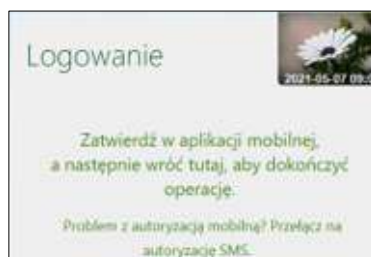 Logowanie
2021-05-07 09:
Zatwierdź w aplikacji mobilnej,
a następnie wróć tutaj, aby dokończyć
operację.
Problem z autoryzacją mobilną? Przełącz na
autoryzację SMS.